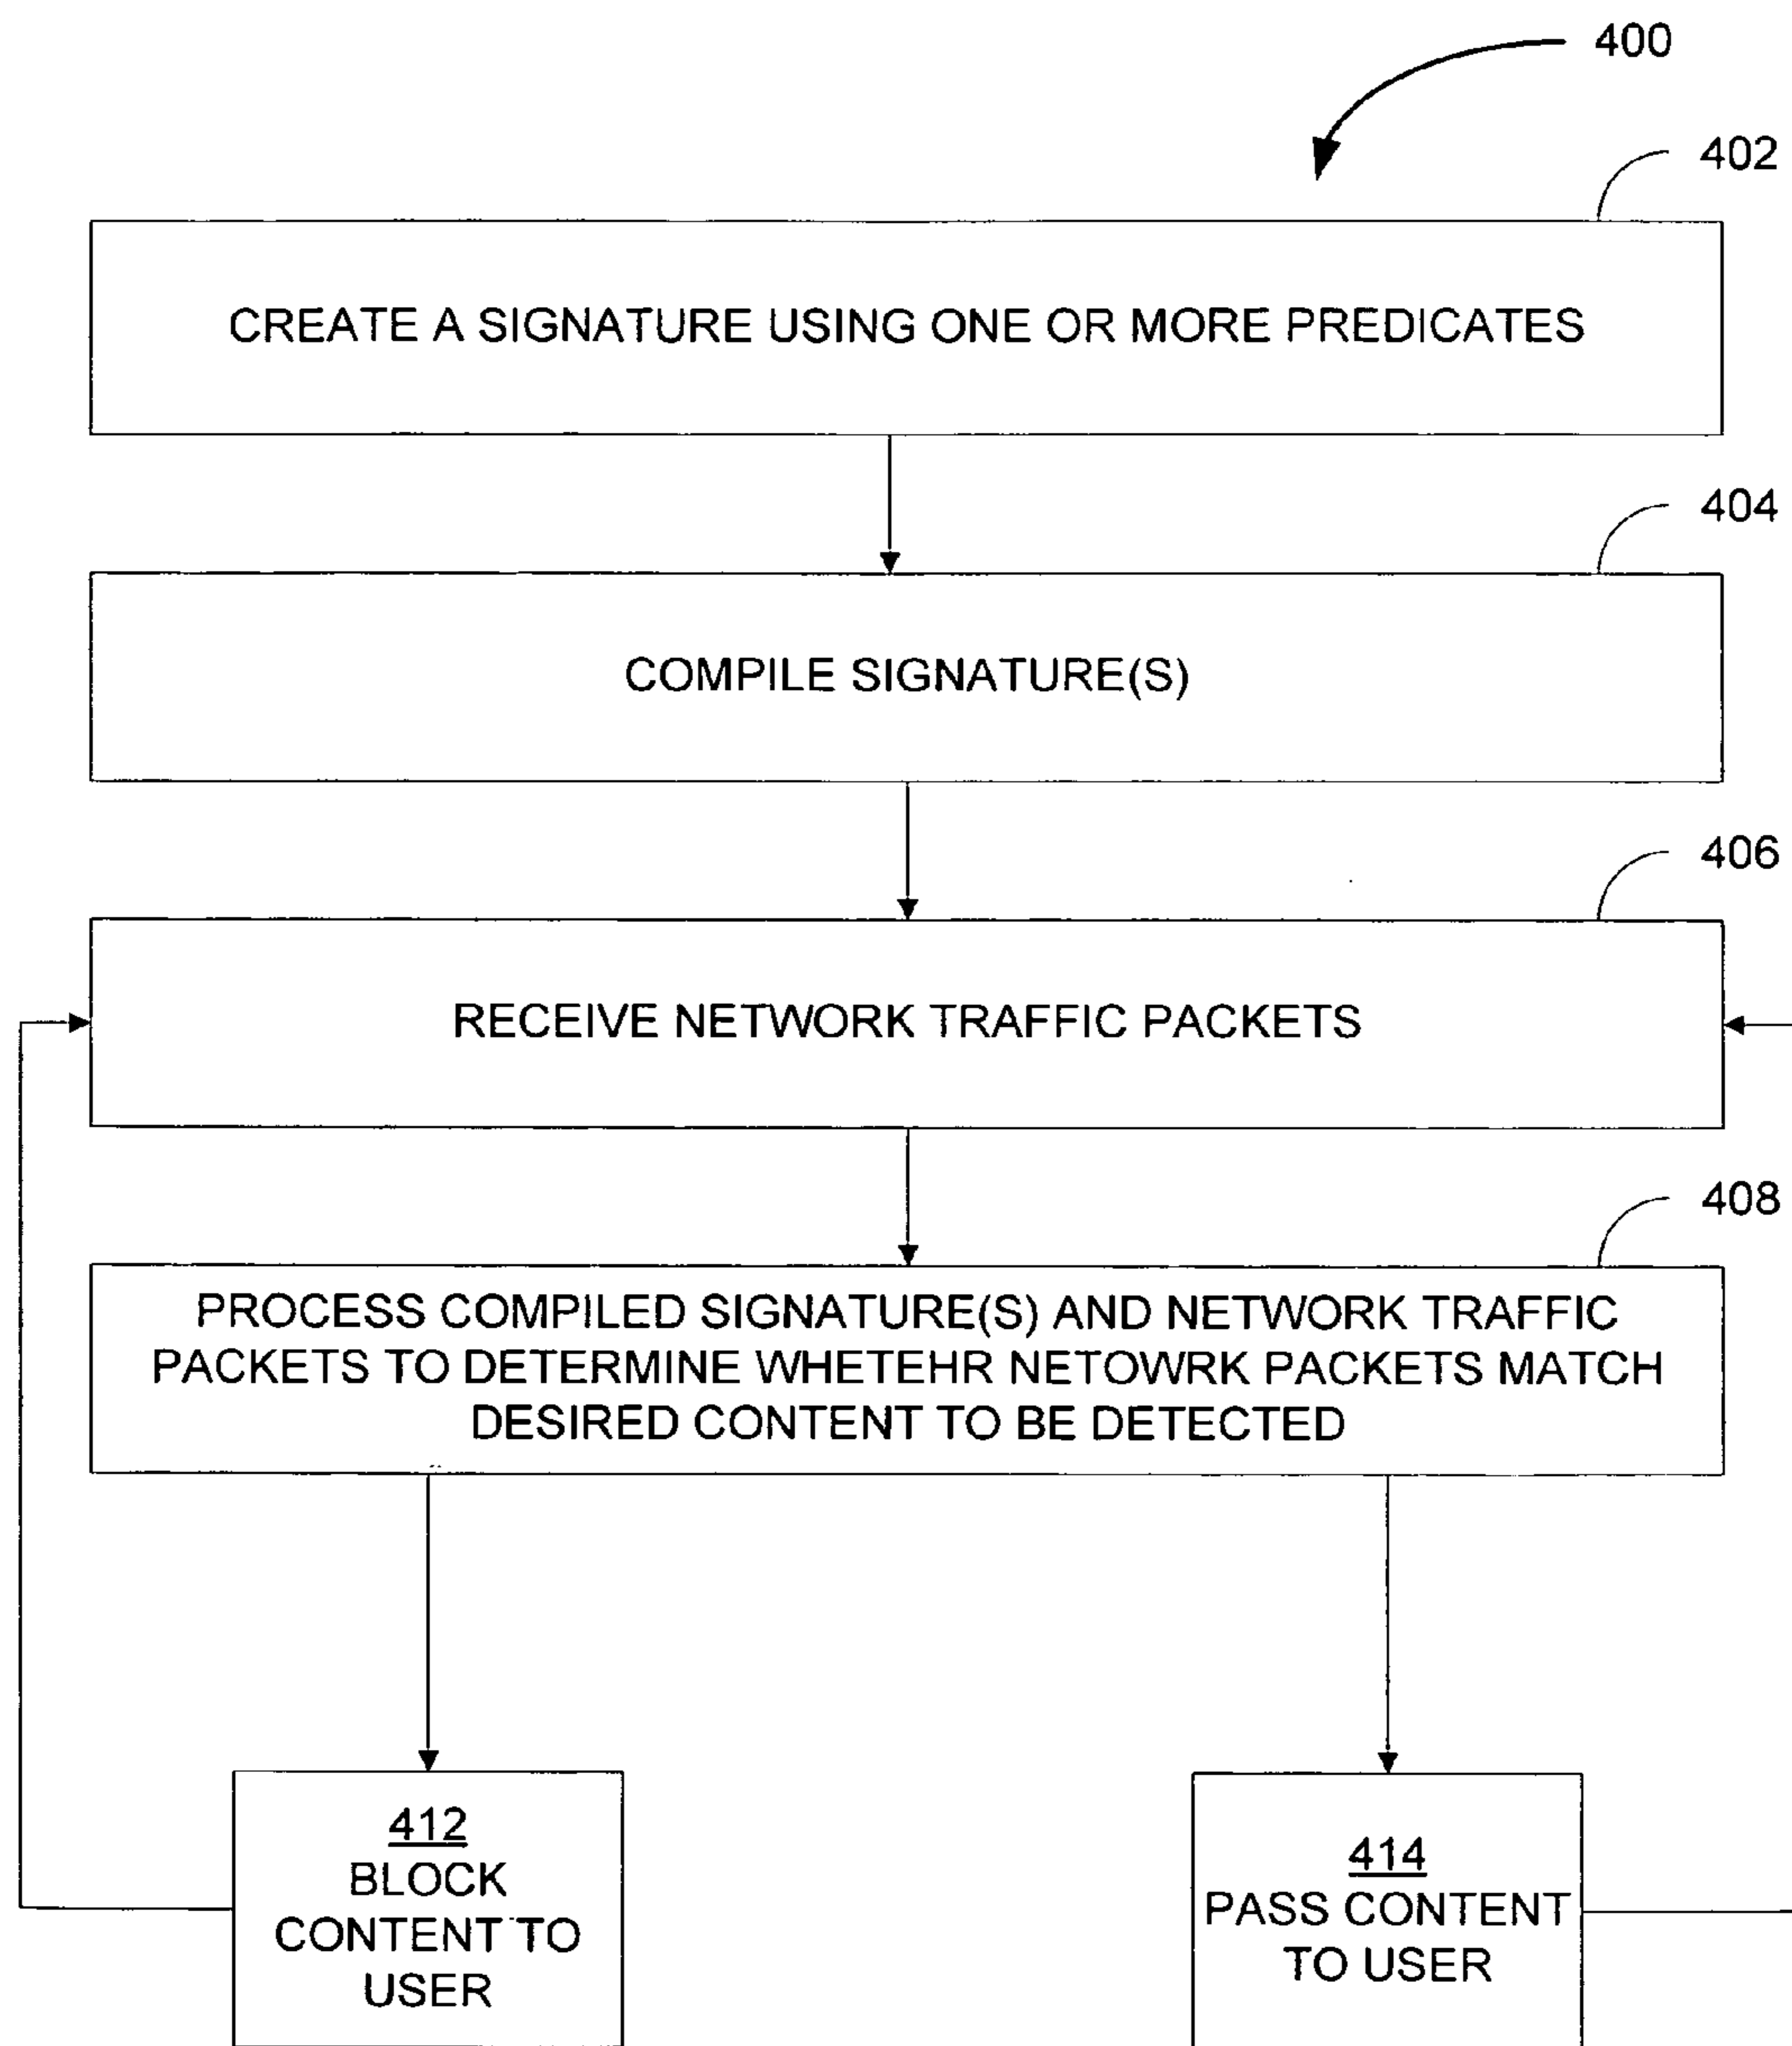 400
402
CREATE A SIGNATURE USING ONE OR MORE PREDICATES
404
COMPILE SIGNATURE(S)
406
RECEIVE NETWORK TRAFFIC PACKETS
408
PROCESS COMPILED SIGNATURE(S) AND NETWORK TRAFFIC
PACKETS TO DETERMINE WHETEHR NETOWRK PACKETS MATCH
DESIRED CONTENT TO BE DETECTED
412
BLOCK
CONTENT TO
USER
414
PASS CONTENT
TO USER